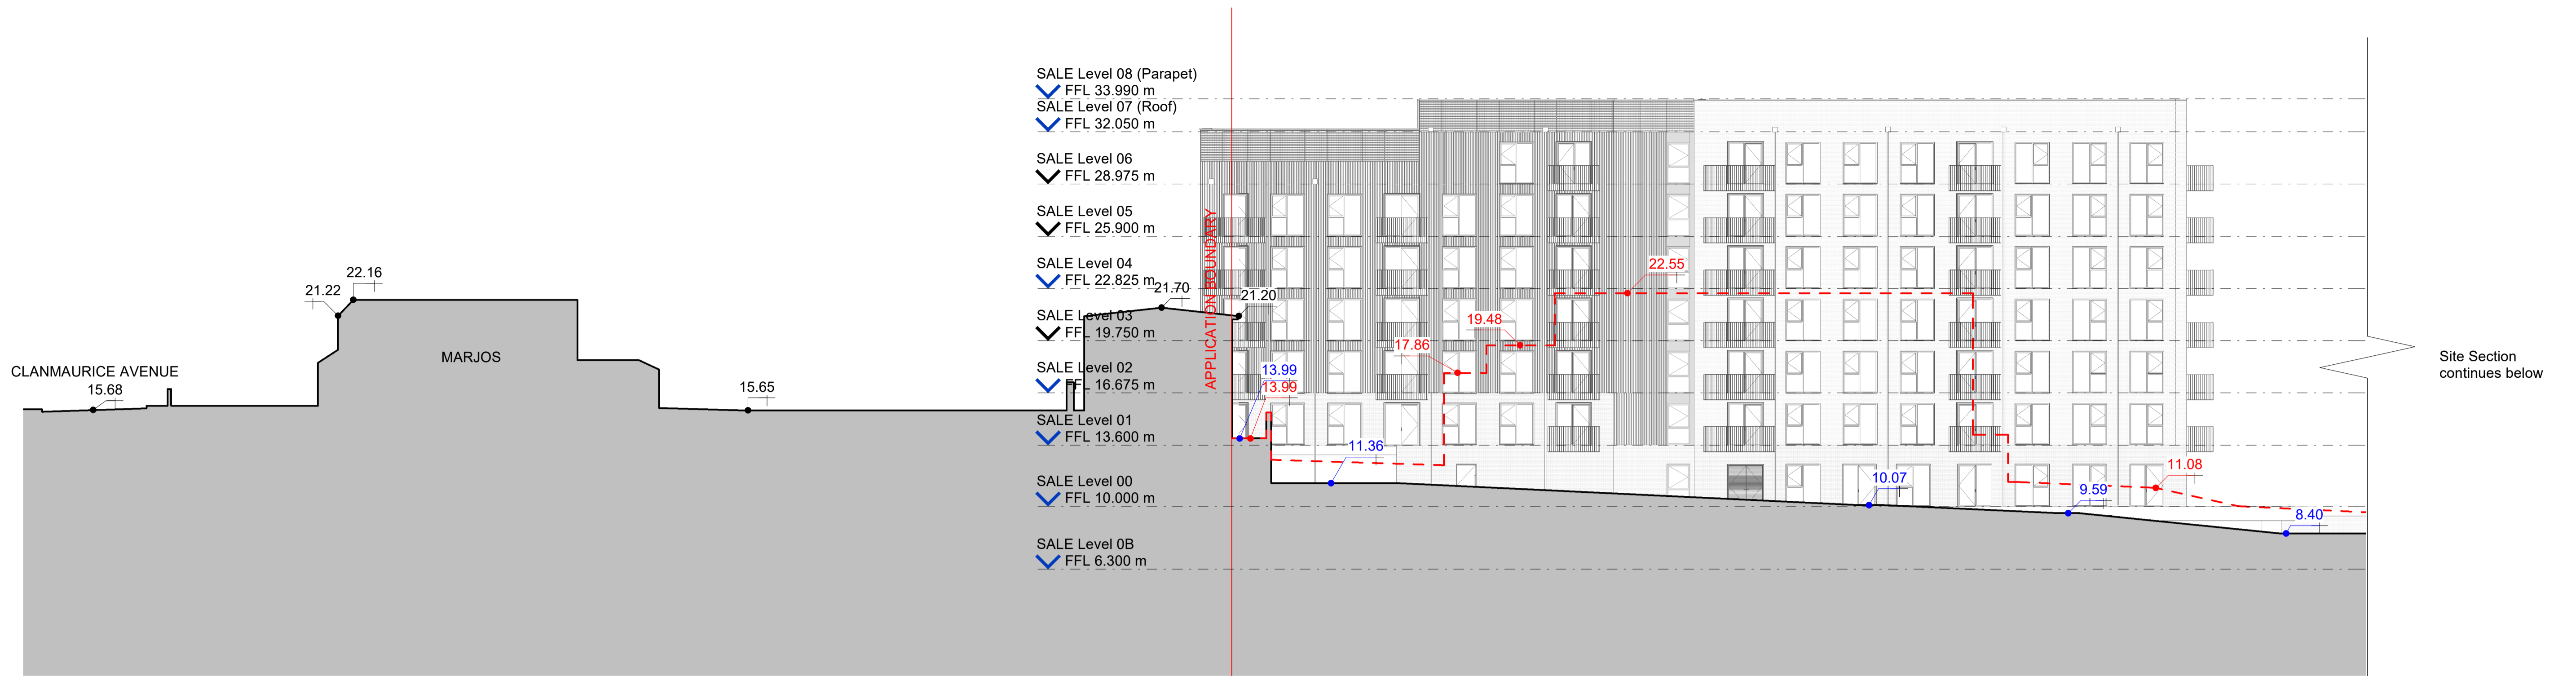 SALE Level 08 (Parapet)
FFL 33.990 m
SALE Level 07 (Roof)
FFL 32.050 m
SALE Level 06
FFL 28.975 m
SALE Level 05
FFL 25.900 m
SALE Level 04
FFL 22.825 m
SALE Level 03
FFL 19.750 m
SALE Level 02
FFL 16.675 m
SALE Level 01
FFL 13.600 m
SALE Level 00
FFL 10.000 m
SALE Level 0B
FFL 6.300 m
CLANMAURICE AVENUE
15.68
21.22
22.16
MARJOS
15.65
21.70
21.20
APPLICATION BOUNDARY
13.99
13.99
11.36
17.86
19.48
22.55
10.07
9.59
11.08
8.40
Site Section
continues below